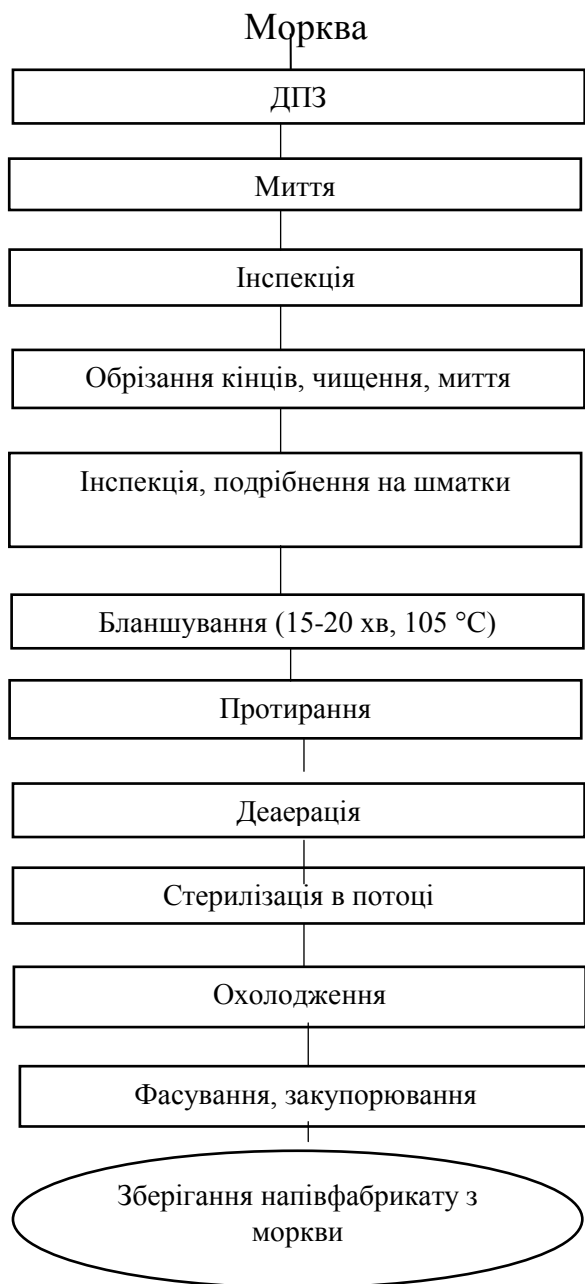 Морква
ДПЗ
Миття
Інспекція
Обрізання кінців, чищення, миття
Інспекція, подрібнення на шматки
Бланшування (15-20 хв, 105 °С)
Протирання
Деаерація
Стерилізація в потоці
Охолодження
Фасування, закупорювання
Зберігання напівфабрикату з
моркви